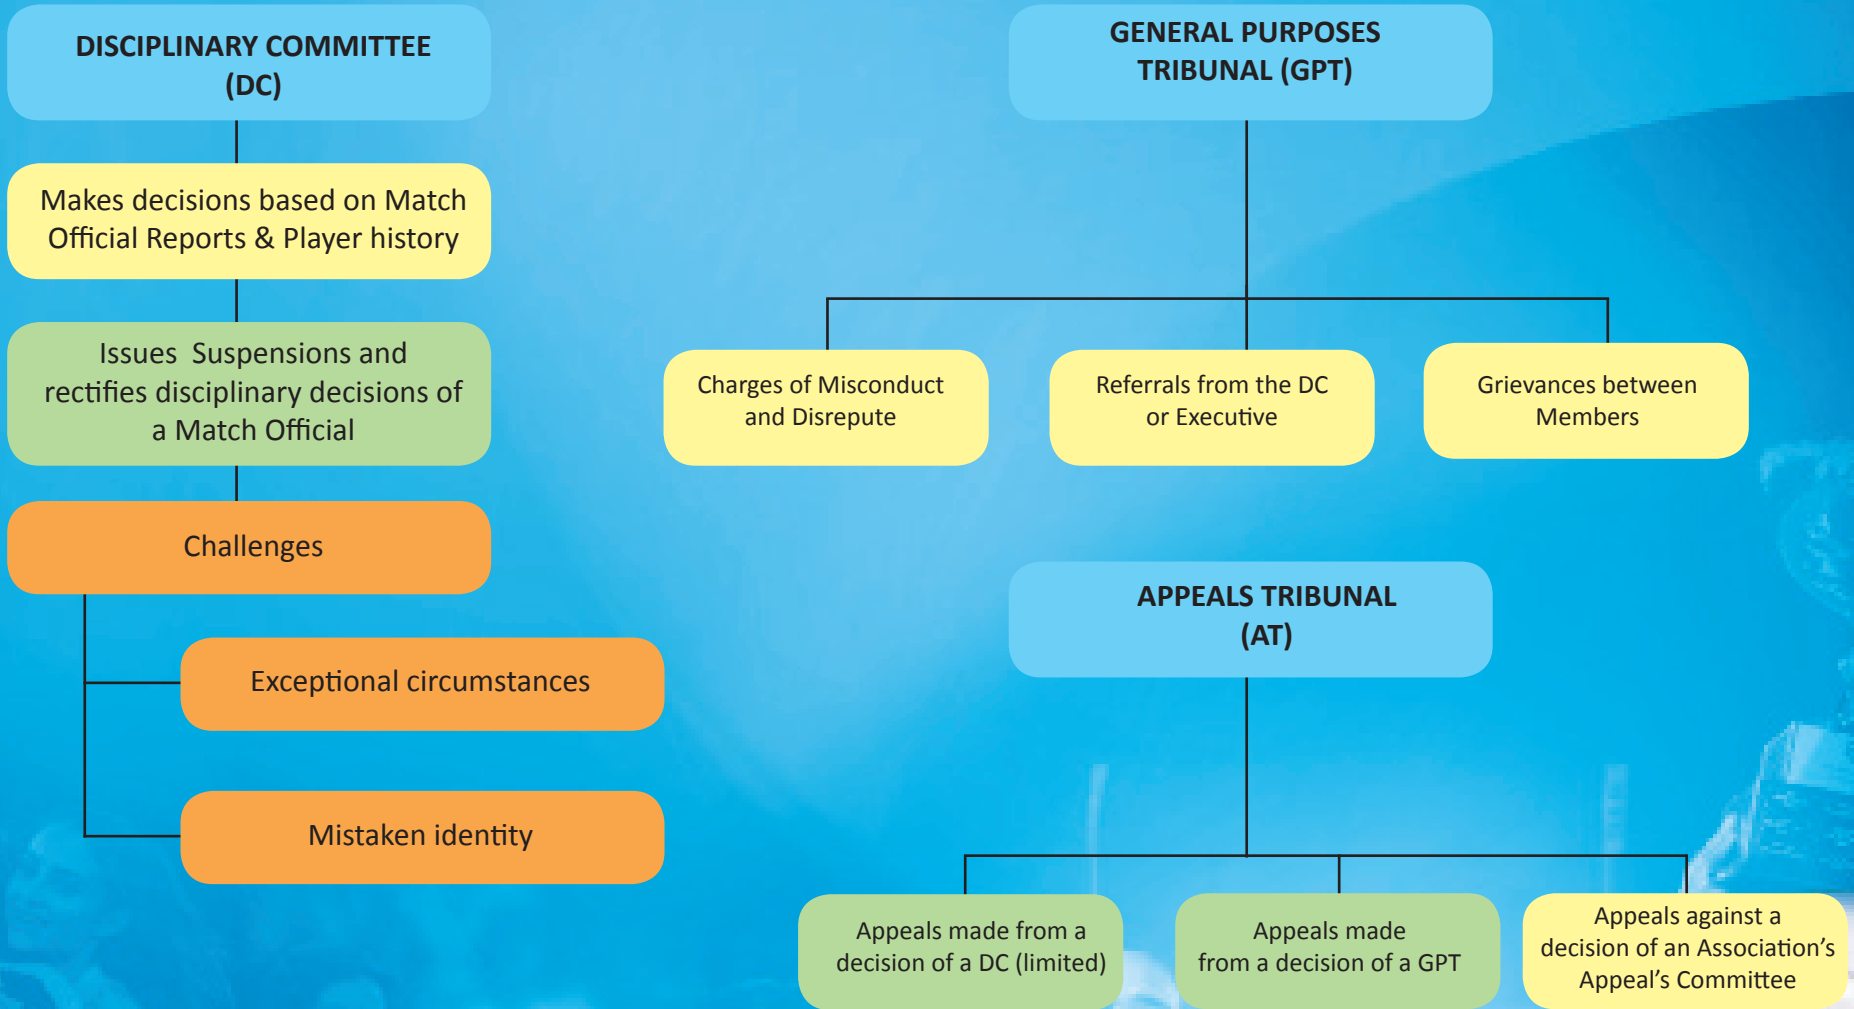 DISCIPLINARY COMMITTEE
(DC)
Makes decisions based on Match
Official Reports & Player history
Issues Suspensions and
rectifies disciplinary decisions of
a Match Official
Challenges
Exceptional circumstances
Mistaken identity
GENERAL PURPOSES
TRIBUNAL (GPT)
Charges of Misconduct
and Disrepute
Referrals from the DC
or Executive
Grievances between
Members
APPEALS TRIBUNAL
(AT)
Appeals made from a
decision of a DC (limited)
Appeals made
from a decision of a GPT
Appeals against a
decision of an Association’s
Appeal’s Committee